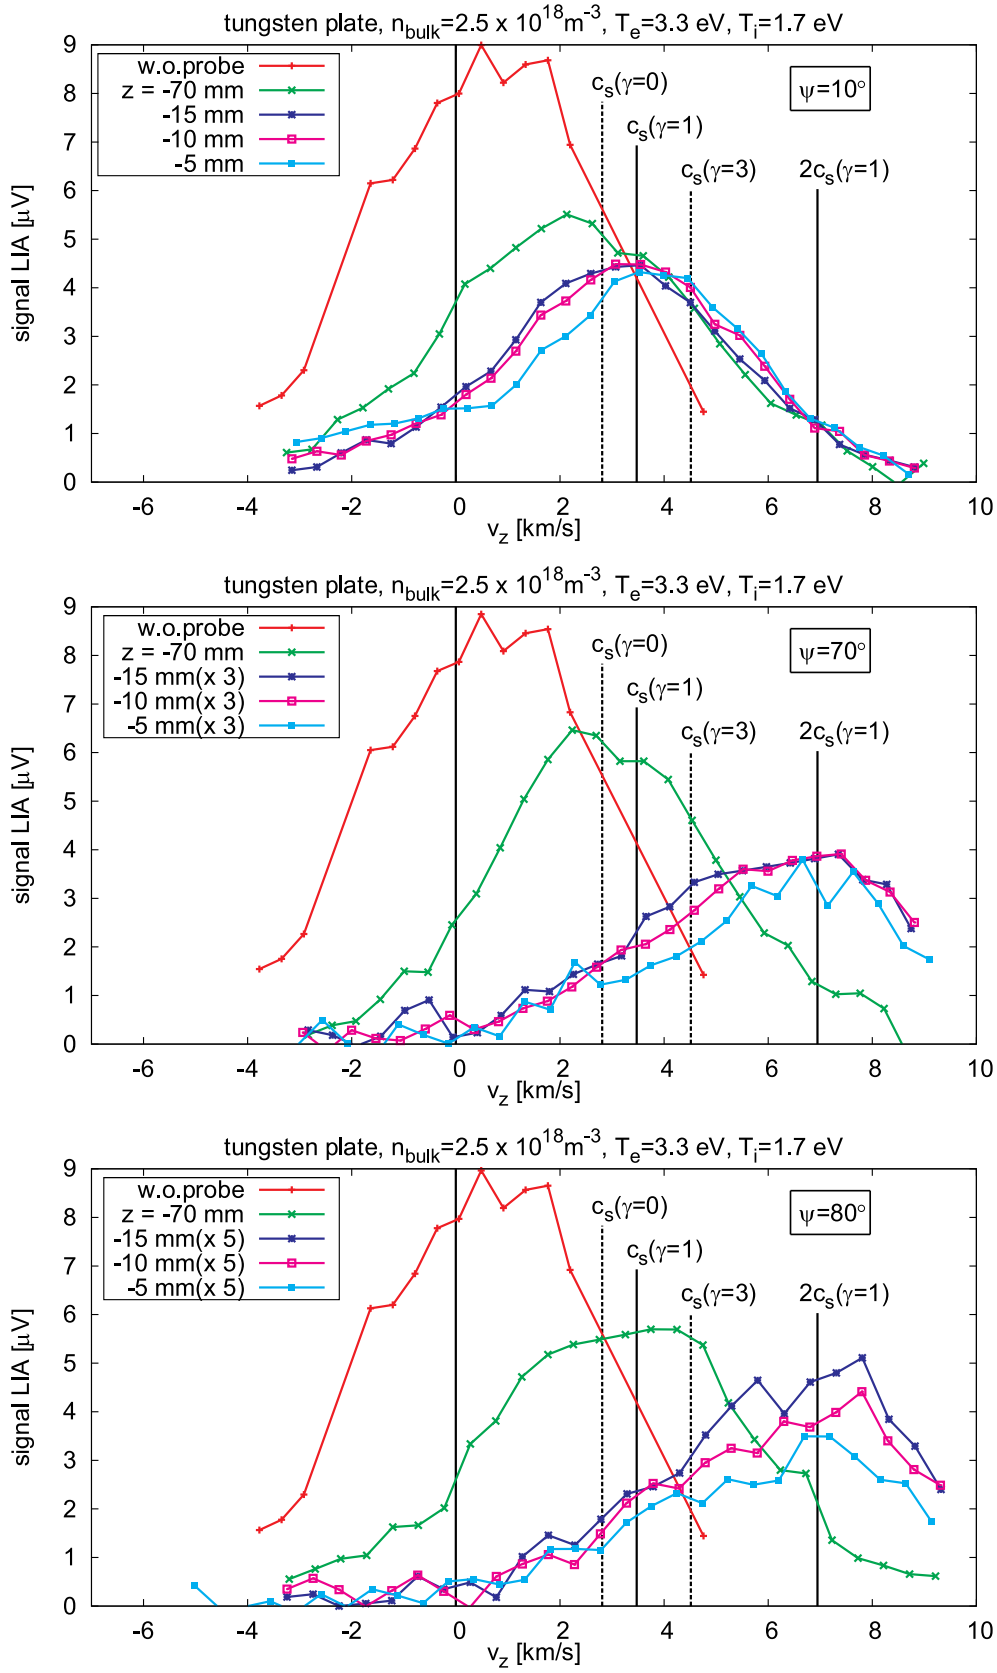 tungsten plate, n_bulk=2.5 x 10^18m^-3, T_e=3.3 eV, T_i=1.7 eV
w.o.probe
z = -70 mm
-15 mm
-10 mm
-5 mm
c_s(γ=0)
c_s(γ=1)
c_s(γ=3)
2c_s(γ=1)
ψ=10°
signal LIA [μV]
9
8
7
6
5
4
3
2
1
0
-6 -4 -2 0 2 4 6 8 10
v_z [km/s]
tungsten plate, n_bulk=2.5 x 10^18m^-3, T_e=3.3 eV, T_i=1.7 eV
w.o.probe
z = -70 mm
-15 mm(x 3)
-10 mm(x 3)
-5 mm(x 3)
c_s(γ=0)
c_s(γ=1)
c_s(γ=3)
2c_s(γ=1)
ψ=70°
signal LIA [μV]
9
8
7
6
5
4
3
2
1
0
-6 -4 -2 0 2 4 6 8 10
v_z [km/s]
tungsten plate, n_bulk=2.5 x 10^18m^-3, T_e=3.3 eV, T_i=1.7 eV
w.o.probe
z = -70 mm
-15 mm(x 5)
-10 mm(x 5)
-5 mm(x 5)
c_s(γ=0)
c_s(γ=1)
c_s(γ=3)
2c_s(γ=1)
ψ=80°
signal LIA [μV]
9
8
7
6
5
4
3
2
1
0
-6 -4 -2 0 2 4 6 8 10
v_z [km/s]